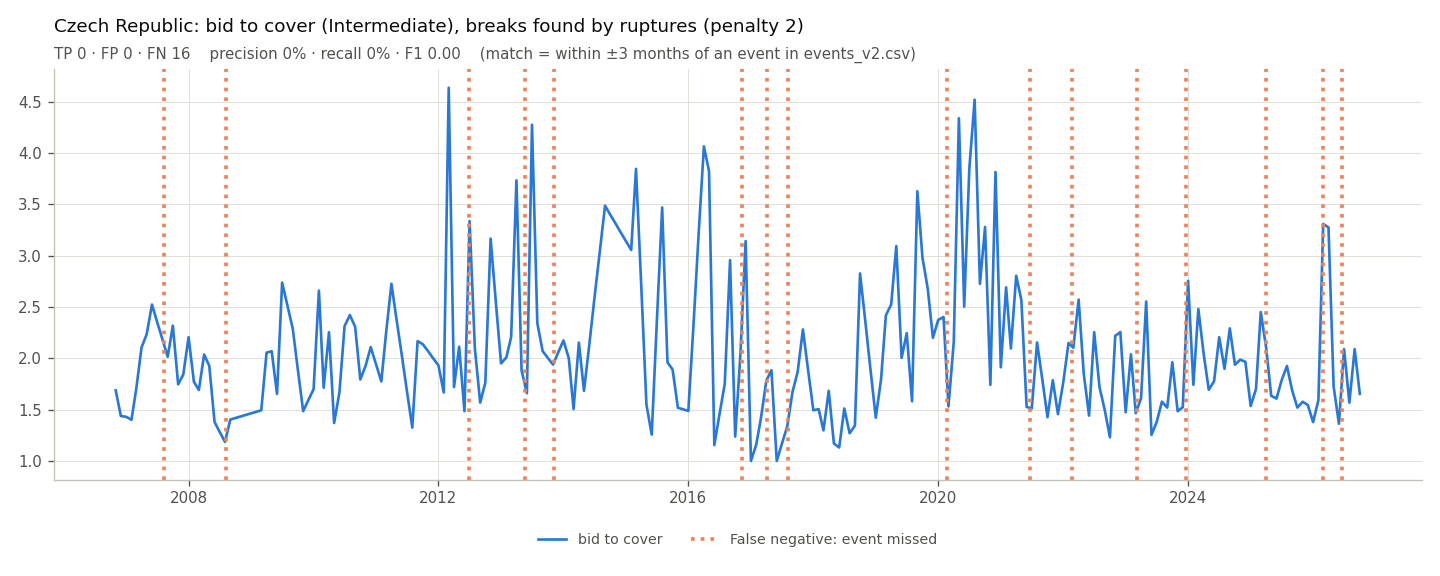 Czech Republic: bid to cover (Intermediate), breaks found by ruptures (penalty 2)
TP 0 · FP 0 · FN 16    precision 0% · recall 0% · F1 0.00    (match = within ±3 months of an event in events_v2.csv)
4.5
4.0
3.5
3.0
2.5
2.0
1.5
1.0
2008 2012 2016 2020 2024
bid to cover    False negative: event missed